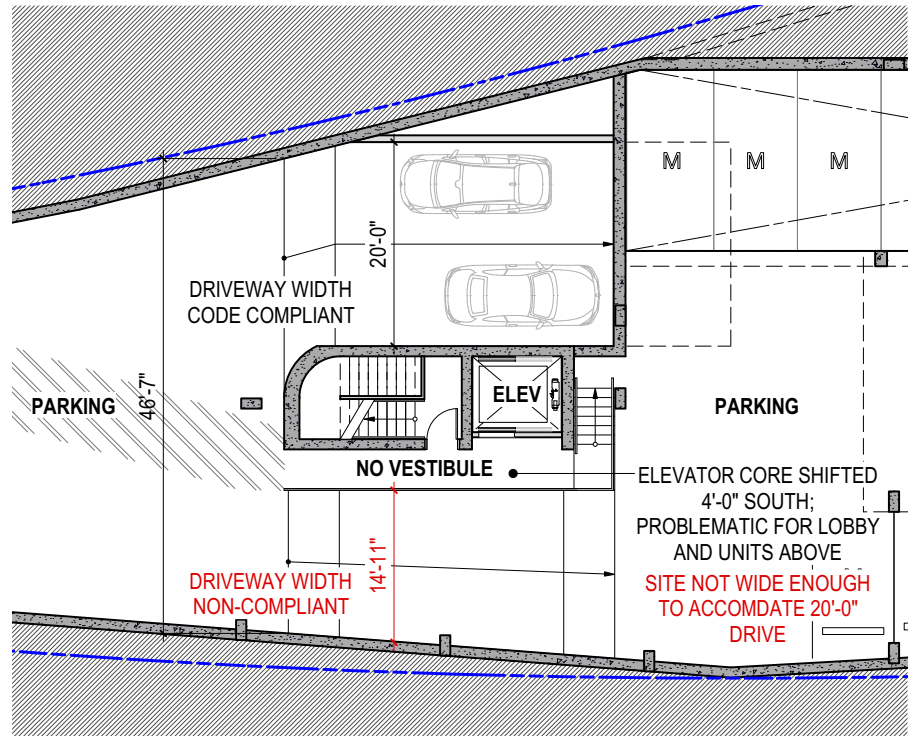 M M M
20'-0"
DRIVEWAY WIDTH
CODE COMPLIANT
46'-7"
PARKING
ELEV
PARKING
NO VESTIBULE
ELEVATOR CORE SHIFTED
4'-0" SOUTH;
PROBLEMATIC FOR LOBBY
AND UNITS ABOVE
14'-11"
DRIVEWAY WIDTH
NON-COMPLIANT
SITE NOT WIDE ENOUGH
TO ACCOMDATE 20'-0"
DRIVE